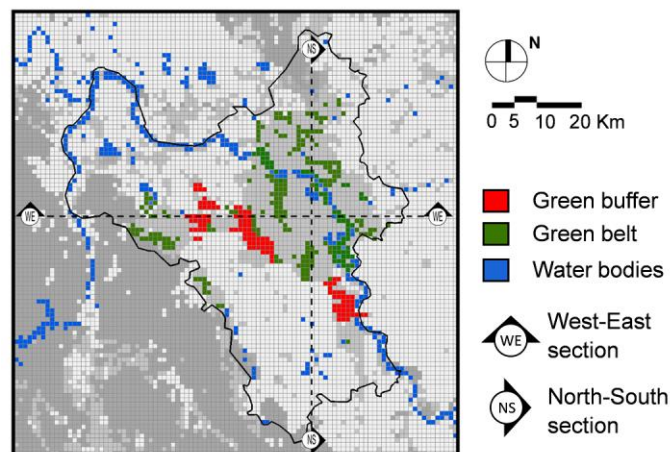 NS
N
0 5 10 20 Km
Green buffer
WE
WE
Green belt
Water bodies
WE
West-East
section
NS
North-South
section
NS